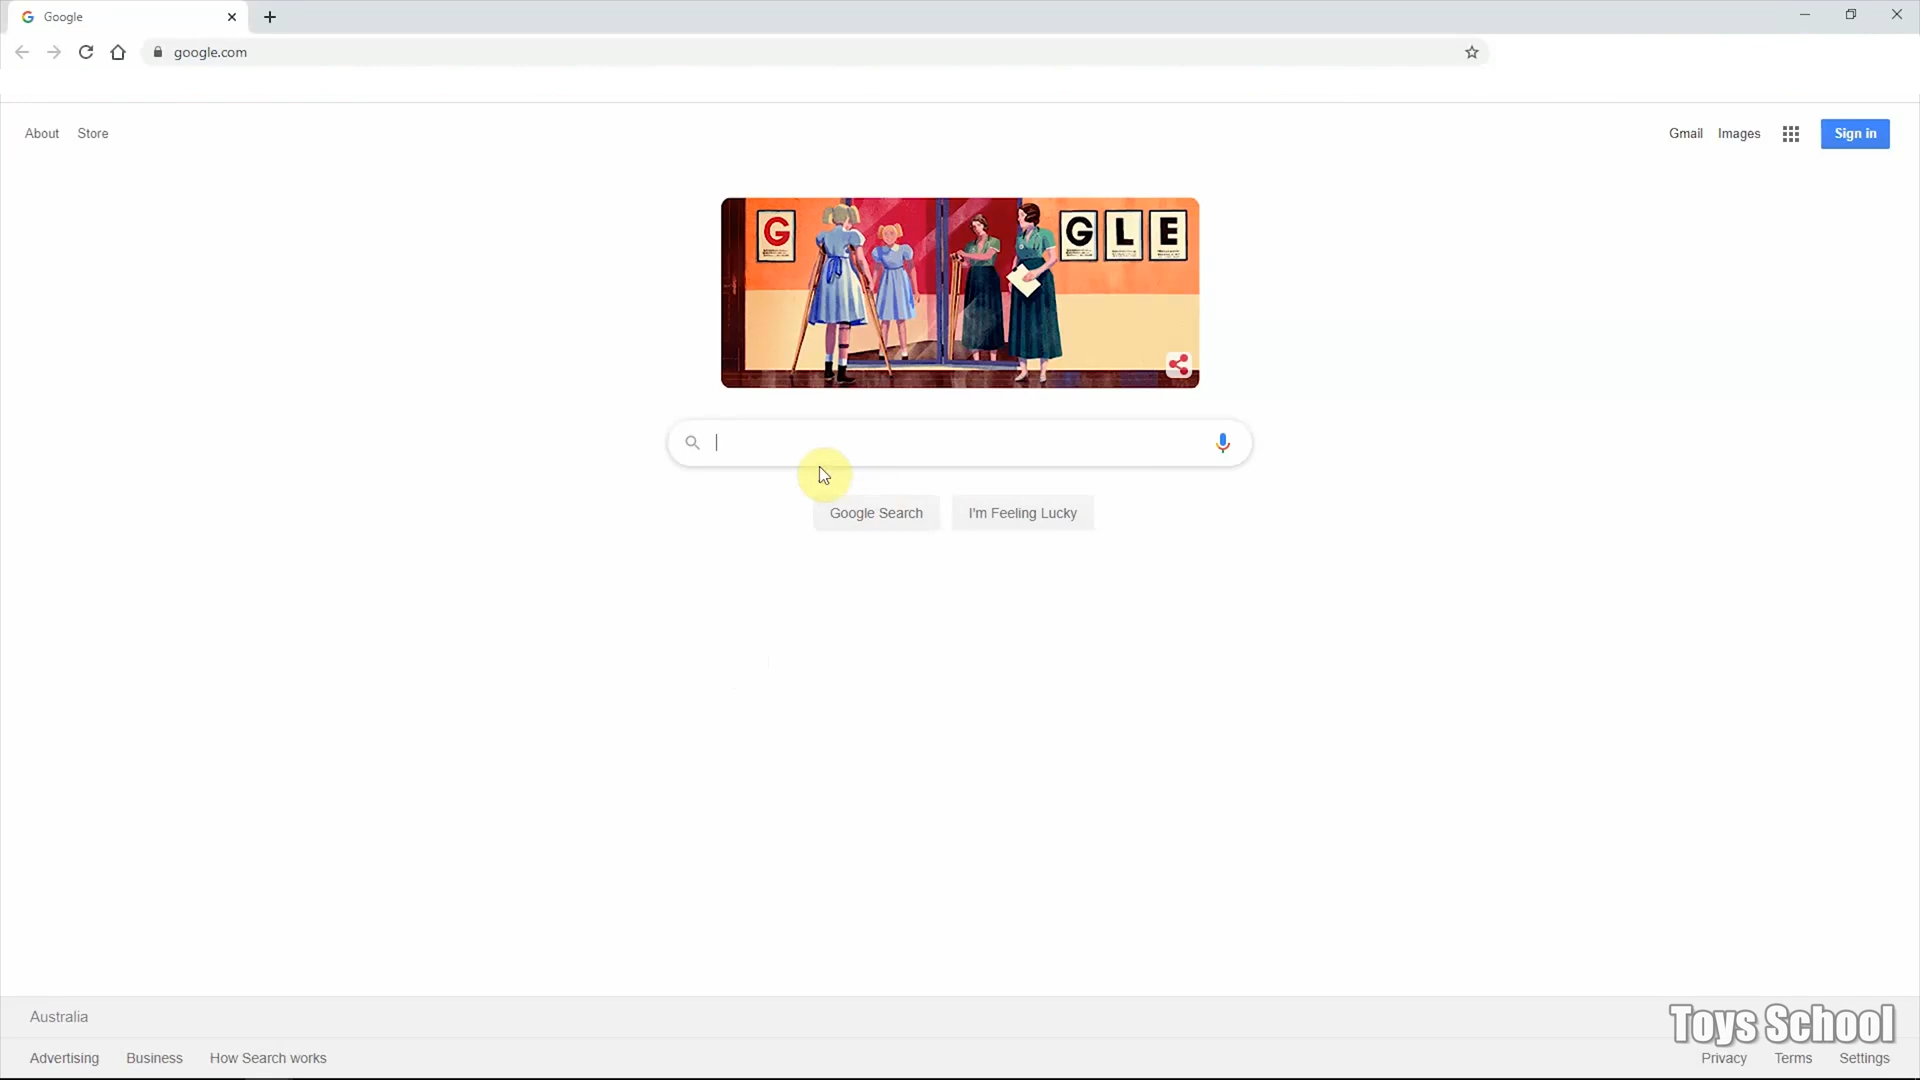 Google
google.com
About Store
Gmail Images Sign in
G GLE
Google Search I'm Feeling Lucky
Australia
Toys School
Advertising Business How Search works
Privacy Terms Settings